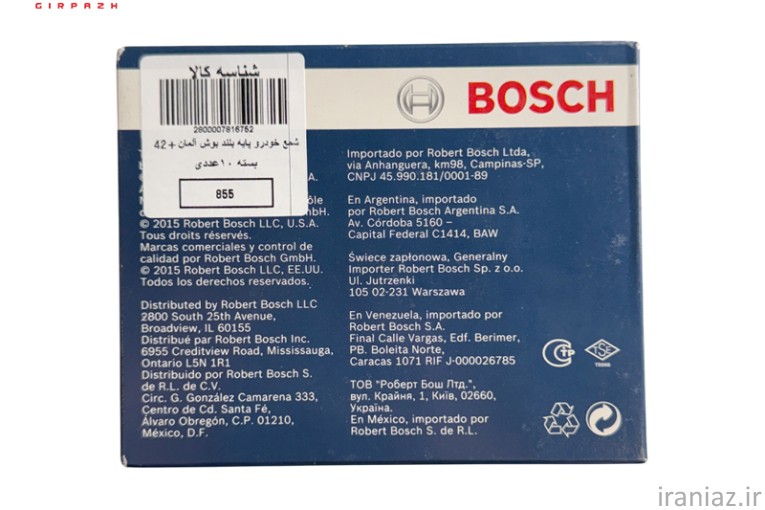 GIRPAZH
شناسه کالا
2800007816752
شمع خودرو پایه بلند بوش آلمان +42
بسته ۱۰عددی
855
BOSCH
© 2015 Robert Bosch LLC, U.S.A.
Tous droits réservés.
Marcas comerciales y control de
calidad por Robert Bosch GmbH.
© 2015 Robert Bosch LLC, EE.UU.
Todos los derechos reservados.
Distributed by Robert Bosch LLC
2800 South 25th Avenue,
Broadview, IL 60155
Distribué par Robert Bosch Inc.
6955 Creditview Road, Mississauga,
Ontario L5N 1R1
Distribuido por Robert Bosch S.
de R.L. de C.V.
Circ. G. González Camarena 333,
Centro de Cd. Santa Fé,
Álvaro Obregón, C.P. 01210,
México, D.F.
Importado por Robert Bosch Ltda,
via Anhanguera, km98, Campinas-SP,
CNPJ 45.990.181/0001-89
En Argentina, importado
por Robert Bosch Argentina S.A.
Av. Córdoba 5160 –
Capital Federal C1414, BAW
Świece zapłonowa, Generalny
Importer Robert Bosch Sp. z o.o.
Ul. Jutrzenki
105 02-231 Warszawa
En Venezuela, importado por
Robert Bosch S.A.
Final Calle Vargas, Edf. Berimer,
PB. Boleita Norte,
Caracas 1071 RIF J-000026785
ТОВ "Роберт Бош Лтд.",
вул. Крайня, 1, Київ, 02660,
Україна.
En México, importado por
Robert Bosch S. de R.L.
TSE
iraniaz.ir